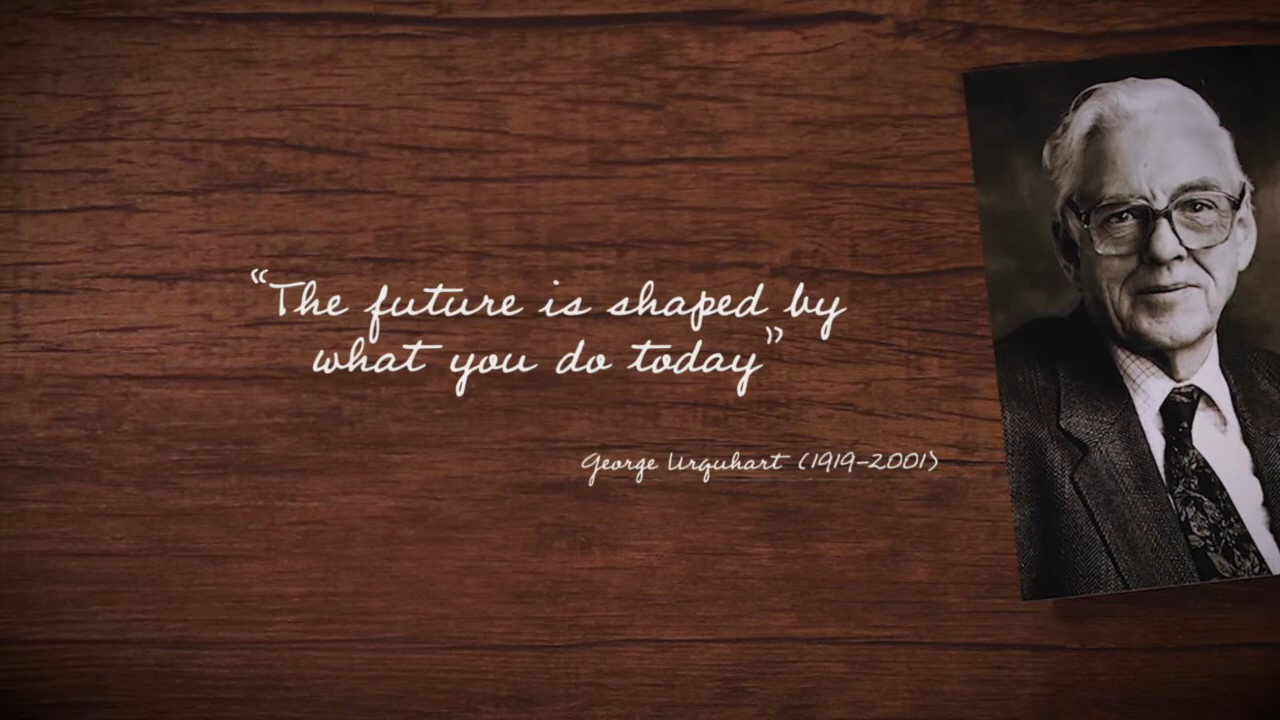 “The future is shaped by
what you do today”
George Urquhart (1919-2001)